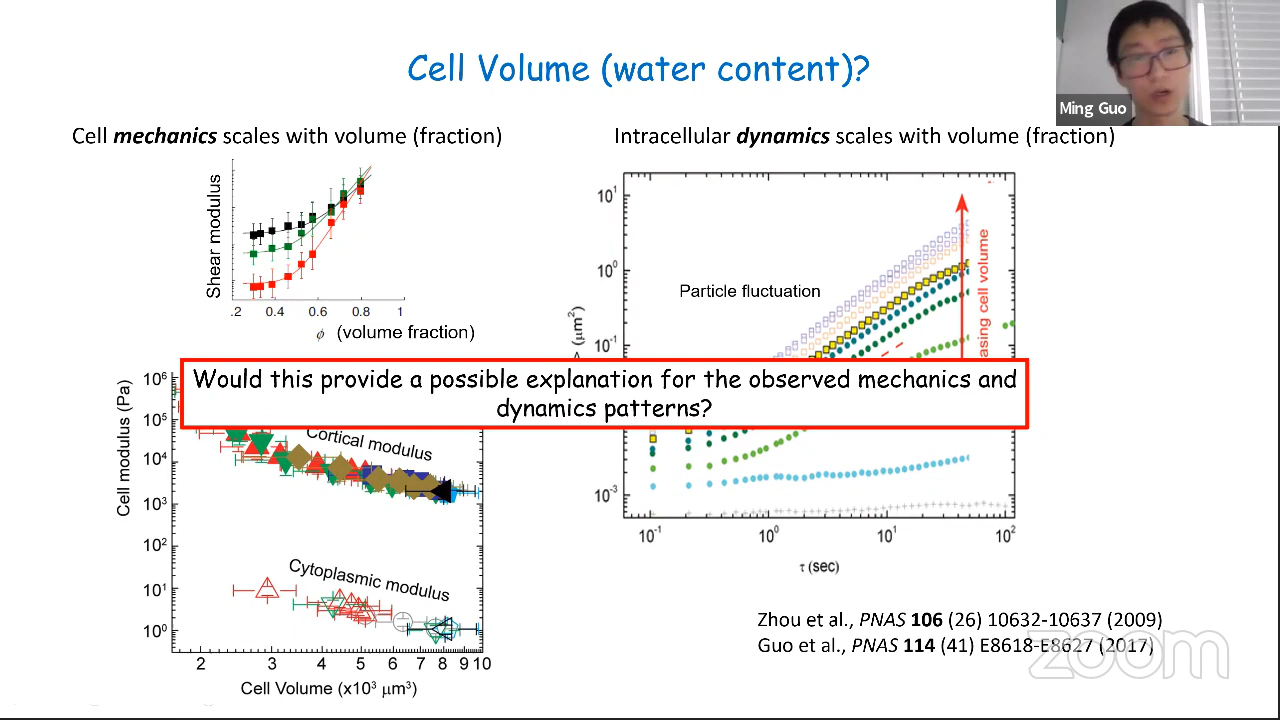 Cell Volume (water content)?
Ming Guo
Cell mechanics scales with volume (fraction)
Intracellular dynamics scales with volume (fraction)
Shear modulus
.2 0.4 0.6 0.8 1
ϕ (volume fraction)
10¹
10⁰
10⁻¹
10⁻³
Particle fluctuation
asing cell volume
> (μm²)
10⁻¹ 10⁰ 10¹ 10²
τ (sec)
Would this provide a possible explanation for the observed mechanics and
dynamics patterns?
Cell modulus (Pa)
10⁶
10⁵
10⁴
10³
10²
10¹
10⁰
Cortical modulus
Cytoplasmic modulus
2 3 4 5 6 7 8 9 10
Cell Volume (x10³ μm³)
Zhou et al., PNAS 106 (26) 10632-10637 (2009)
Guo et al., PNAS 114 (41) E8618-E8627 (2017)
zoom